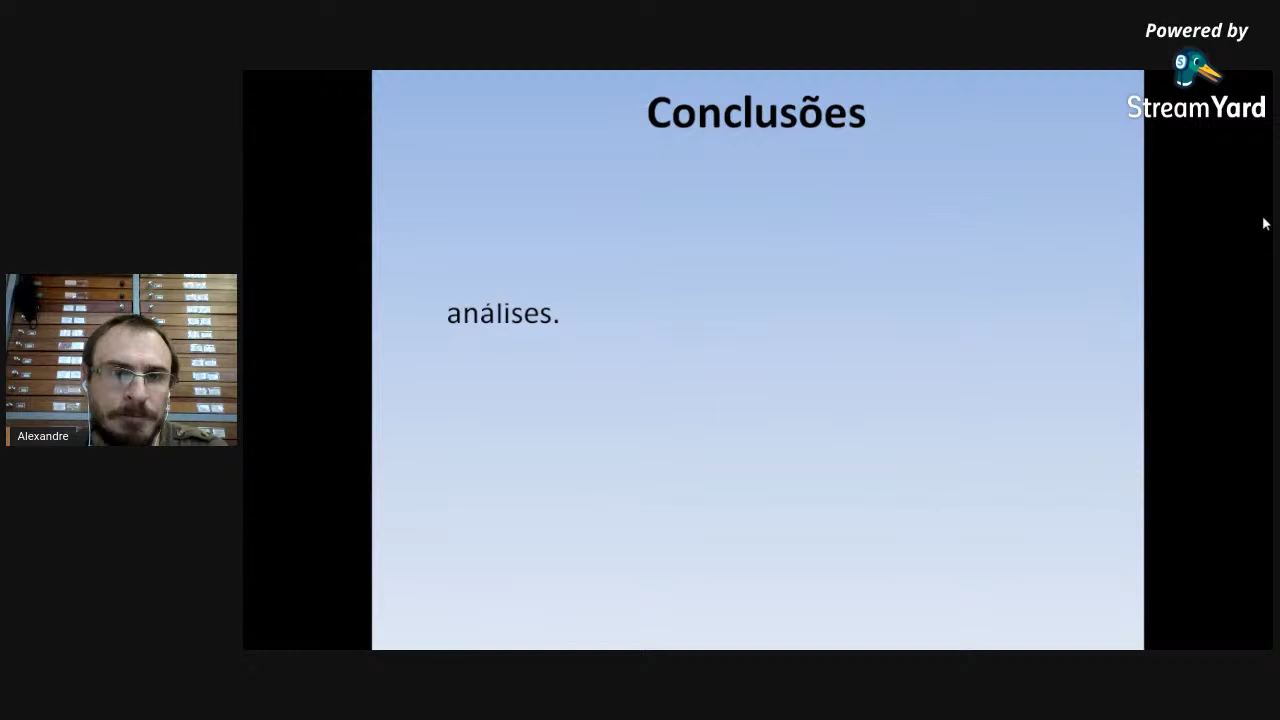 Powered by
StreamYard
Conclusões
análises.
Alexandre